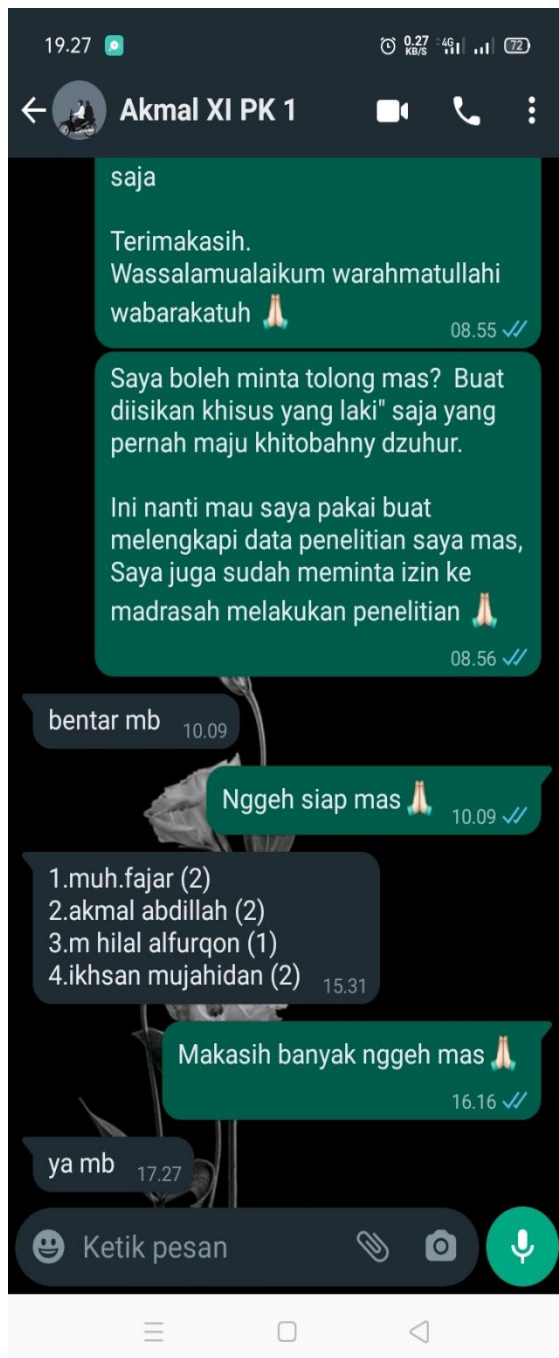 19.27
0.27 KB/S 4G 72
Akmal XI PK 1
saja
Terimakasih.
Wassalamualaikum warahmatullahi
wabarakatuh 🙏🏻
08.55
Saya boleh minta tolong mas? Buat
diisikan khisus yang laki" saja yang
pernah maju khitobahny dzuhur.
Ini nanti mau saya pakai buat
melengkapi data penelitian saya mas,
Saya juga sudah meminta izin ke
madrasah melakukan penelitian 🙏🏻
08.56
bentar mb 10.09
Nggeh siap mas 🙏🏻 10.09
1.muh.fajar (2)
2.akmal abdillah (2)
3.m hilal alfurqon (1)
4.ikhsan mujahidan (2) 15.31
Makasih banyak nggeh mas 🙏🏻
16.16
ya mb 17.27
Ketik pesan